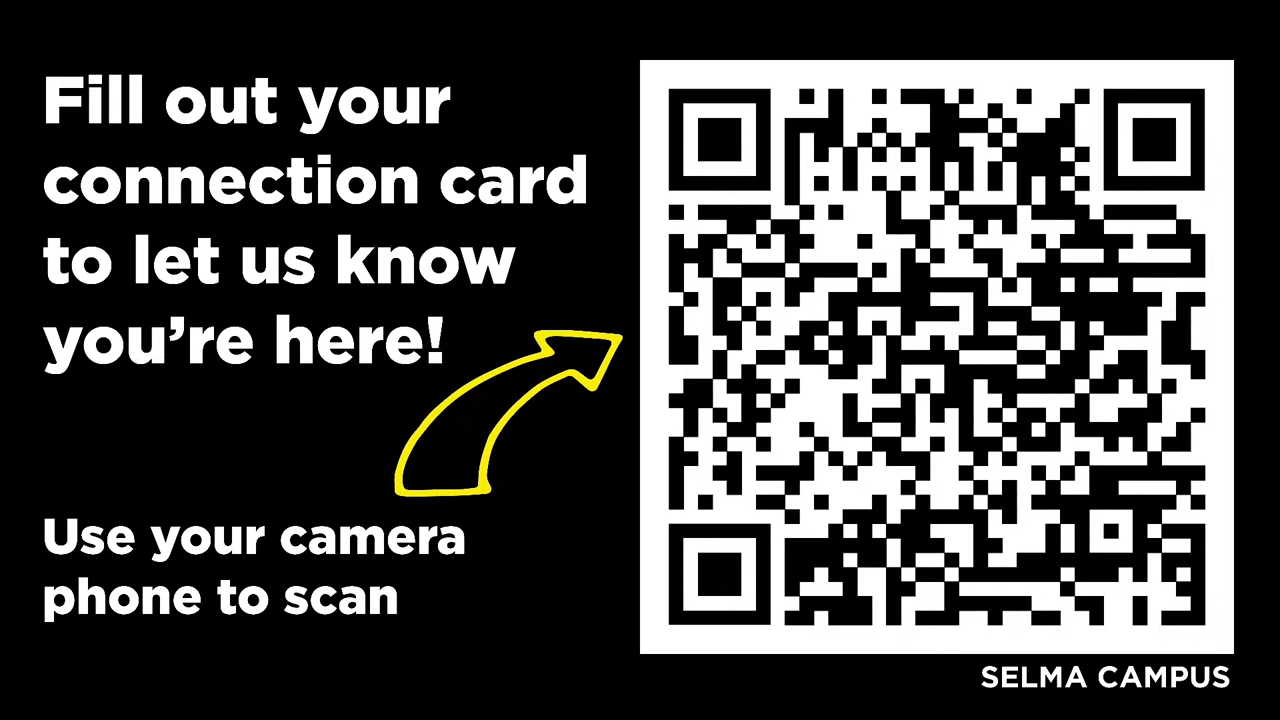 Fill out your
connection card
to let us know
you’re here!
Use your camera
phone to scan
SELMA CAMPUS